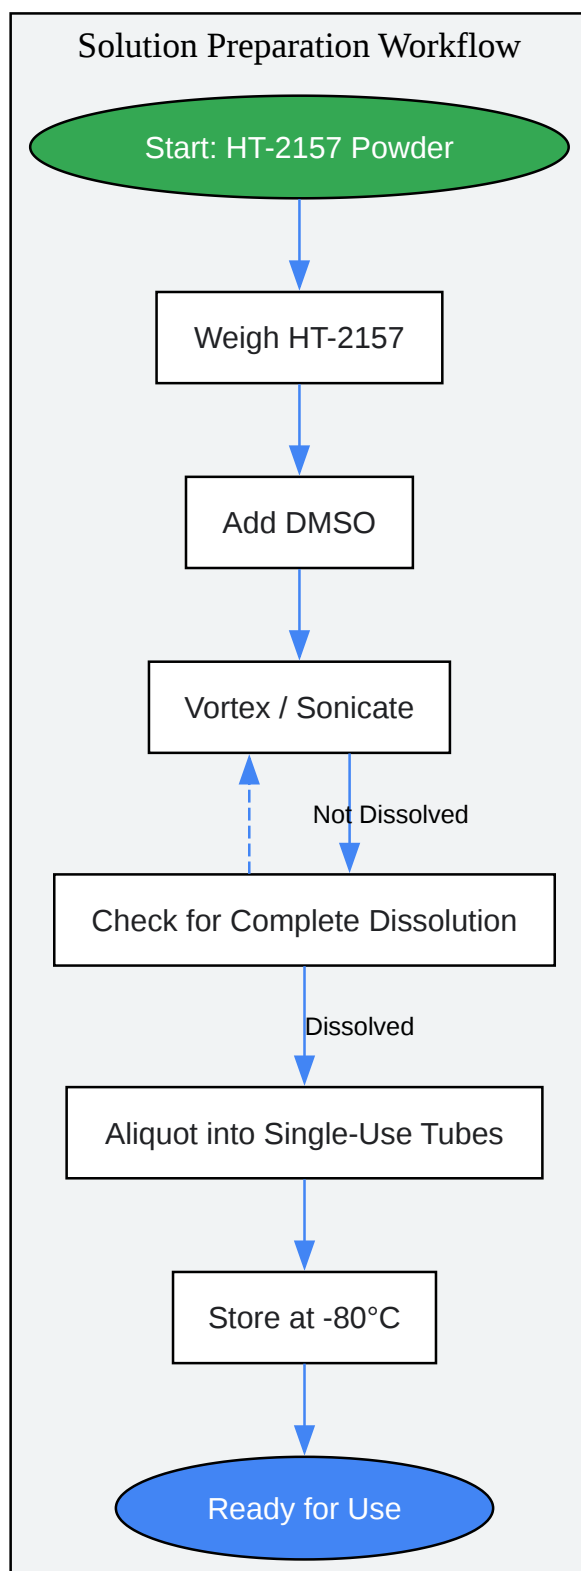 Solution Preparation Workflow
Start: HT-2157 Powder
Weigh HT-2157
Add DMSO
Vortex / Sonicate
Not Dissolved
Check for Complete Dissolution
Dissolved
Aliquot into Single-Use Tubes
Store at -80°C
Ready for Use